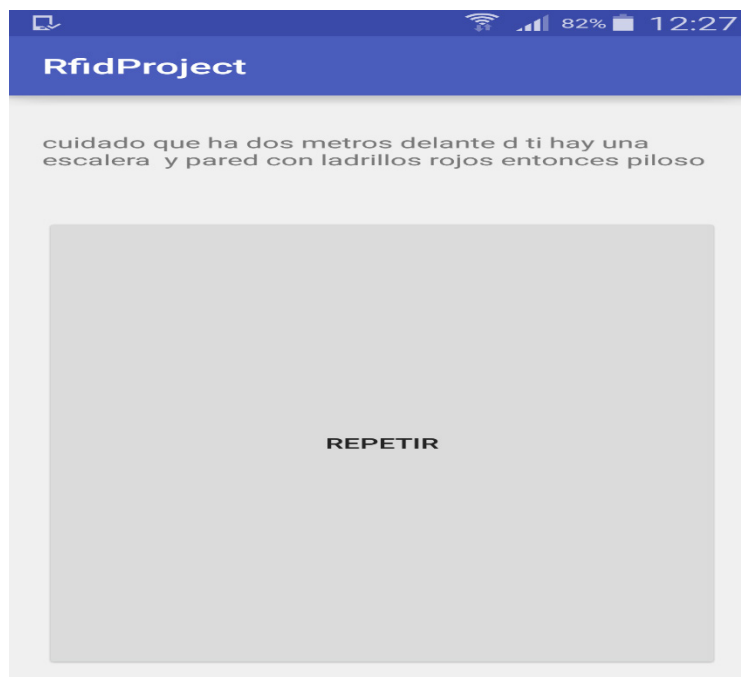 82% 12:27
RfidProject
cuidado que ha dos metros delante d ti hay una
escalera y pared con ladrillos rojos entonces piloso
REPETIR